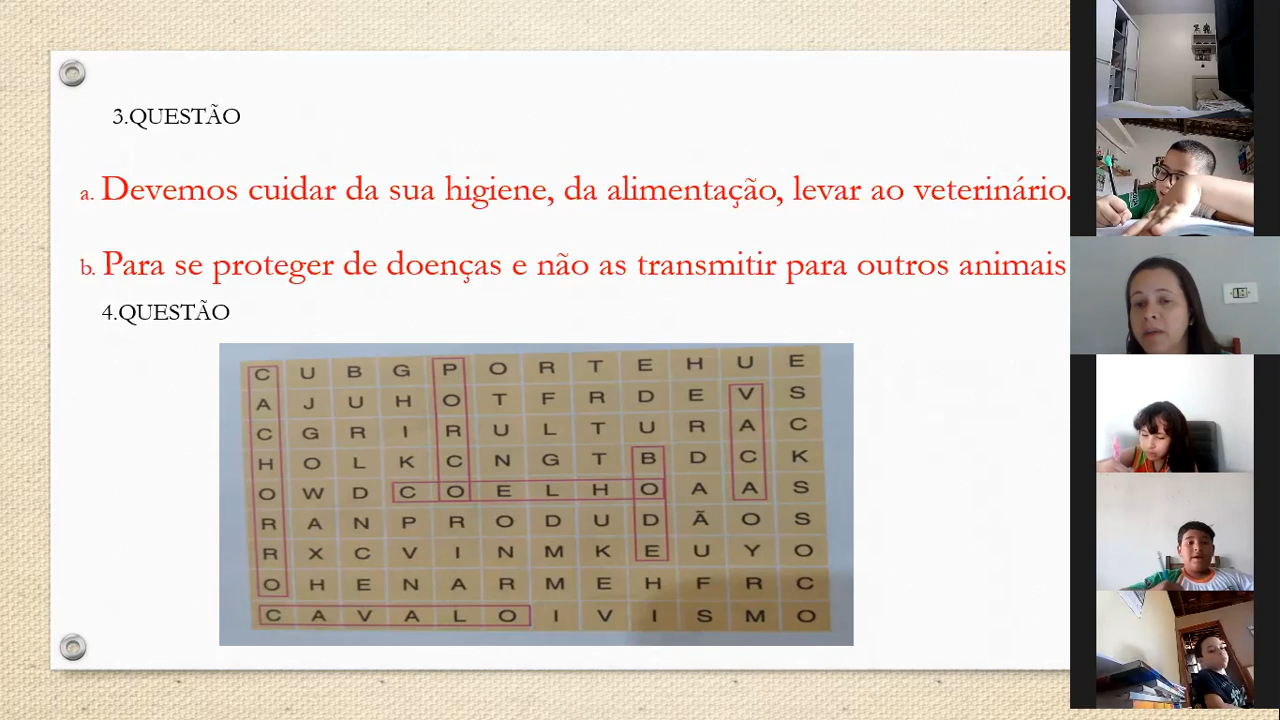 3.QUESTÃO
a. Devemos cuidar da sua higiene, da alimentação, levar ao veterinário.
b. Para se proteger de doenças e não as transmitir para outros animais
4.QUESTÃO
C U B G P O R T E H U E
A J U H O T F R D E V S
C G R I R U L T U R A C
H O L K C N G T B D C K
O W D C O E L H O A A S
R A N P R O D U D Ã O S
R X C V I N M K E U Y O
O H E N A R M E H F R C
C A V A L O I V I S M O